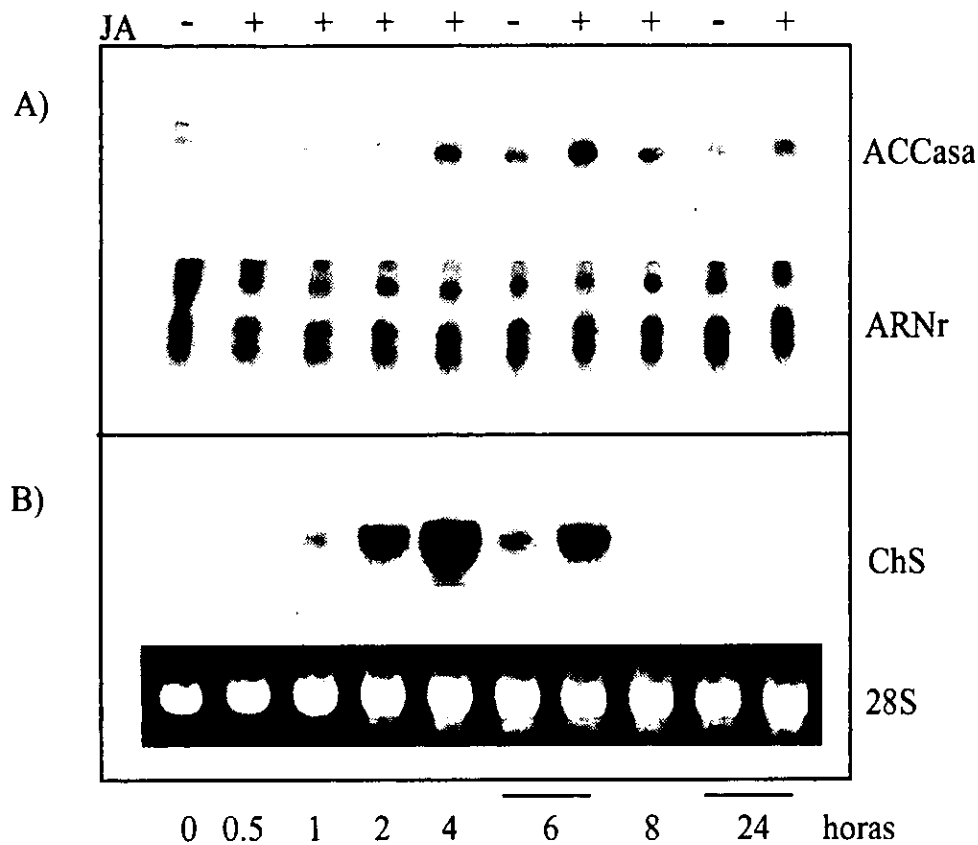 JA - + + + + - + + - +
A)
ACCasa
ARNr
B)
ChS
28S
0 0.5 1 2 4 6 8 24 horas